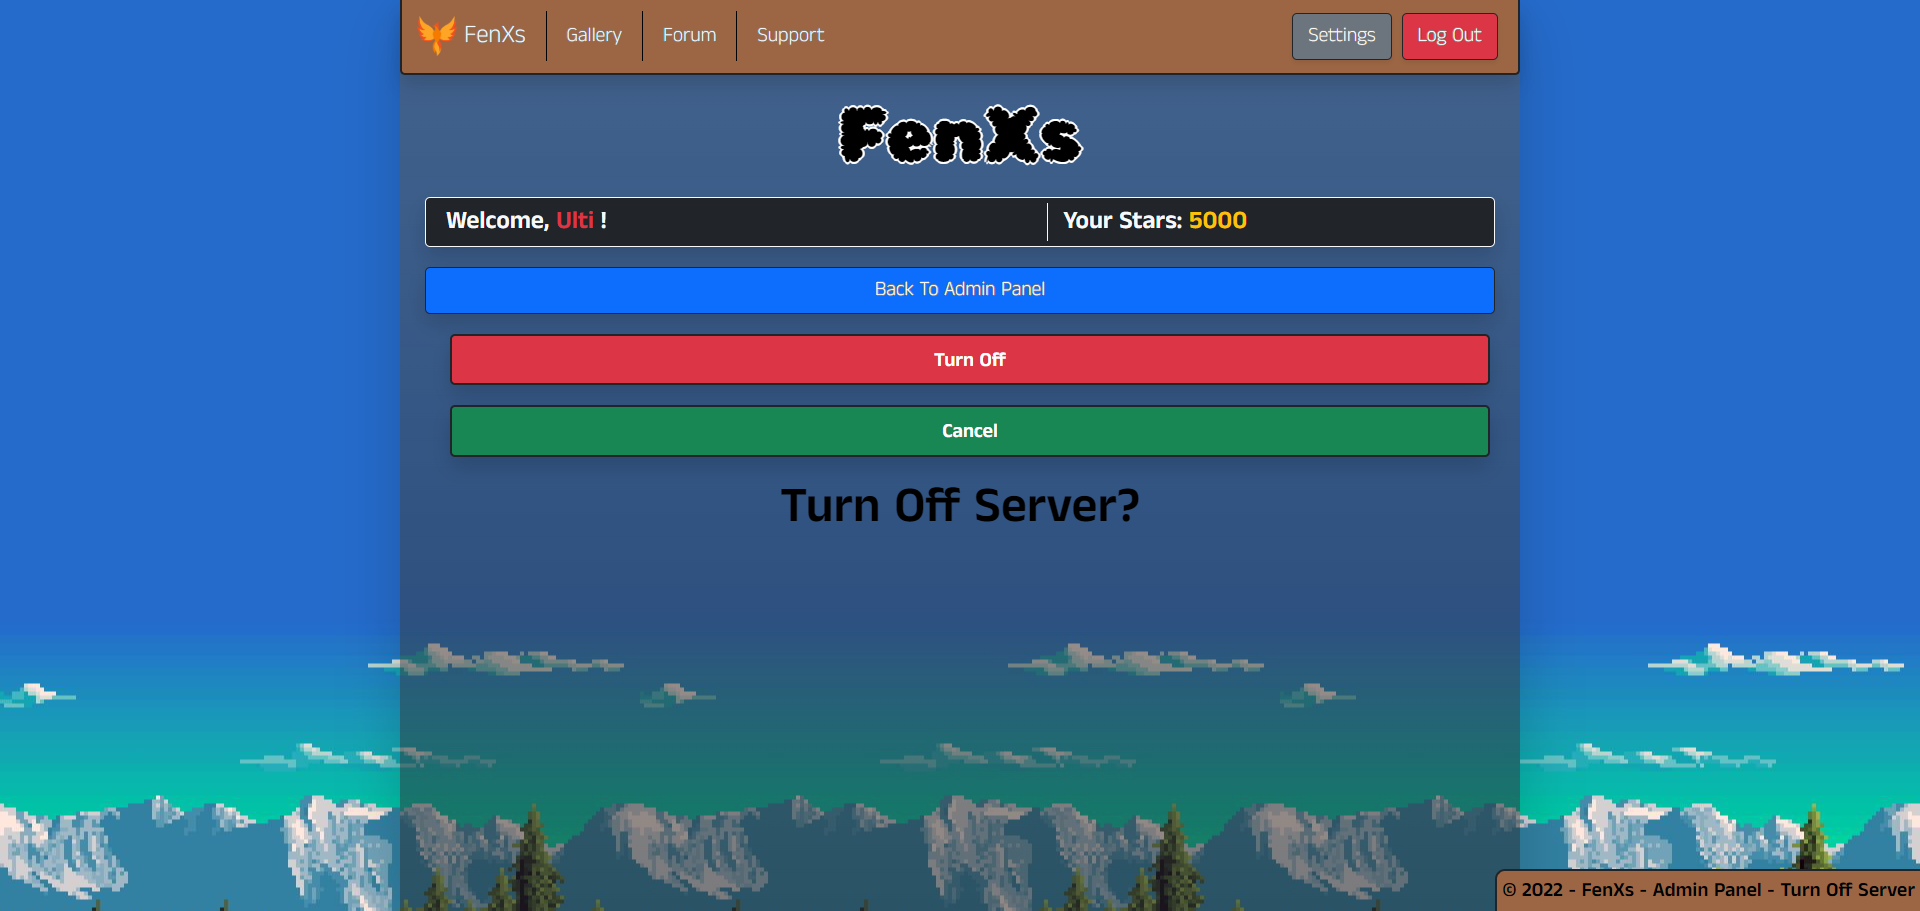 FenXs Gallery Forum Support Settings Log Out
FenXs
Welcome, Ulti ! Your Stars: 5000
Back To Admin Panel
Turn Off
Cancel
Turn Off Server?
© 2022 - FenXs - Admin Panel - Turn Off Server